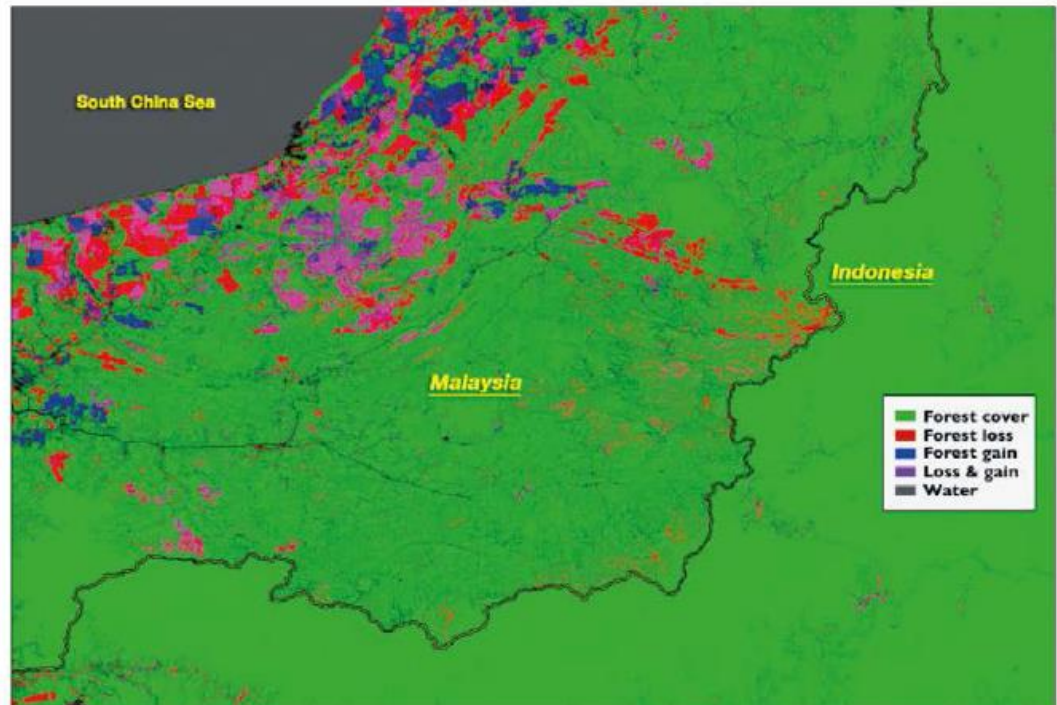 South China Sea
Indonesia
Malaysia
Forest cover
Forest loss
Forest gain
Loss & gain
Water